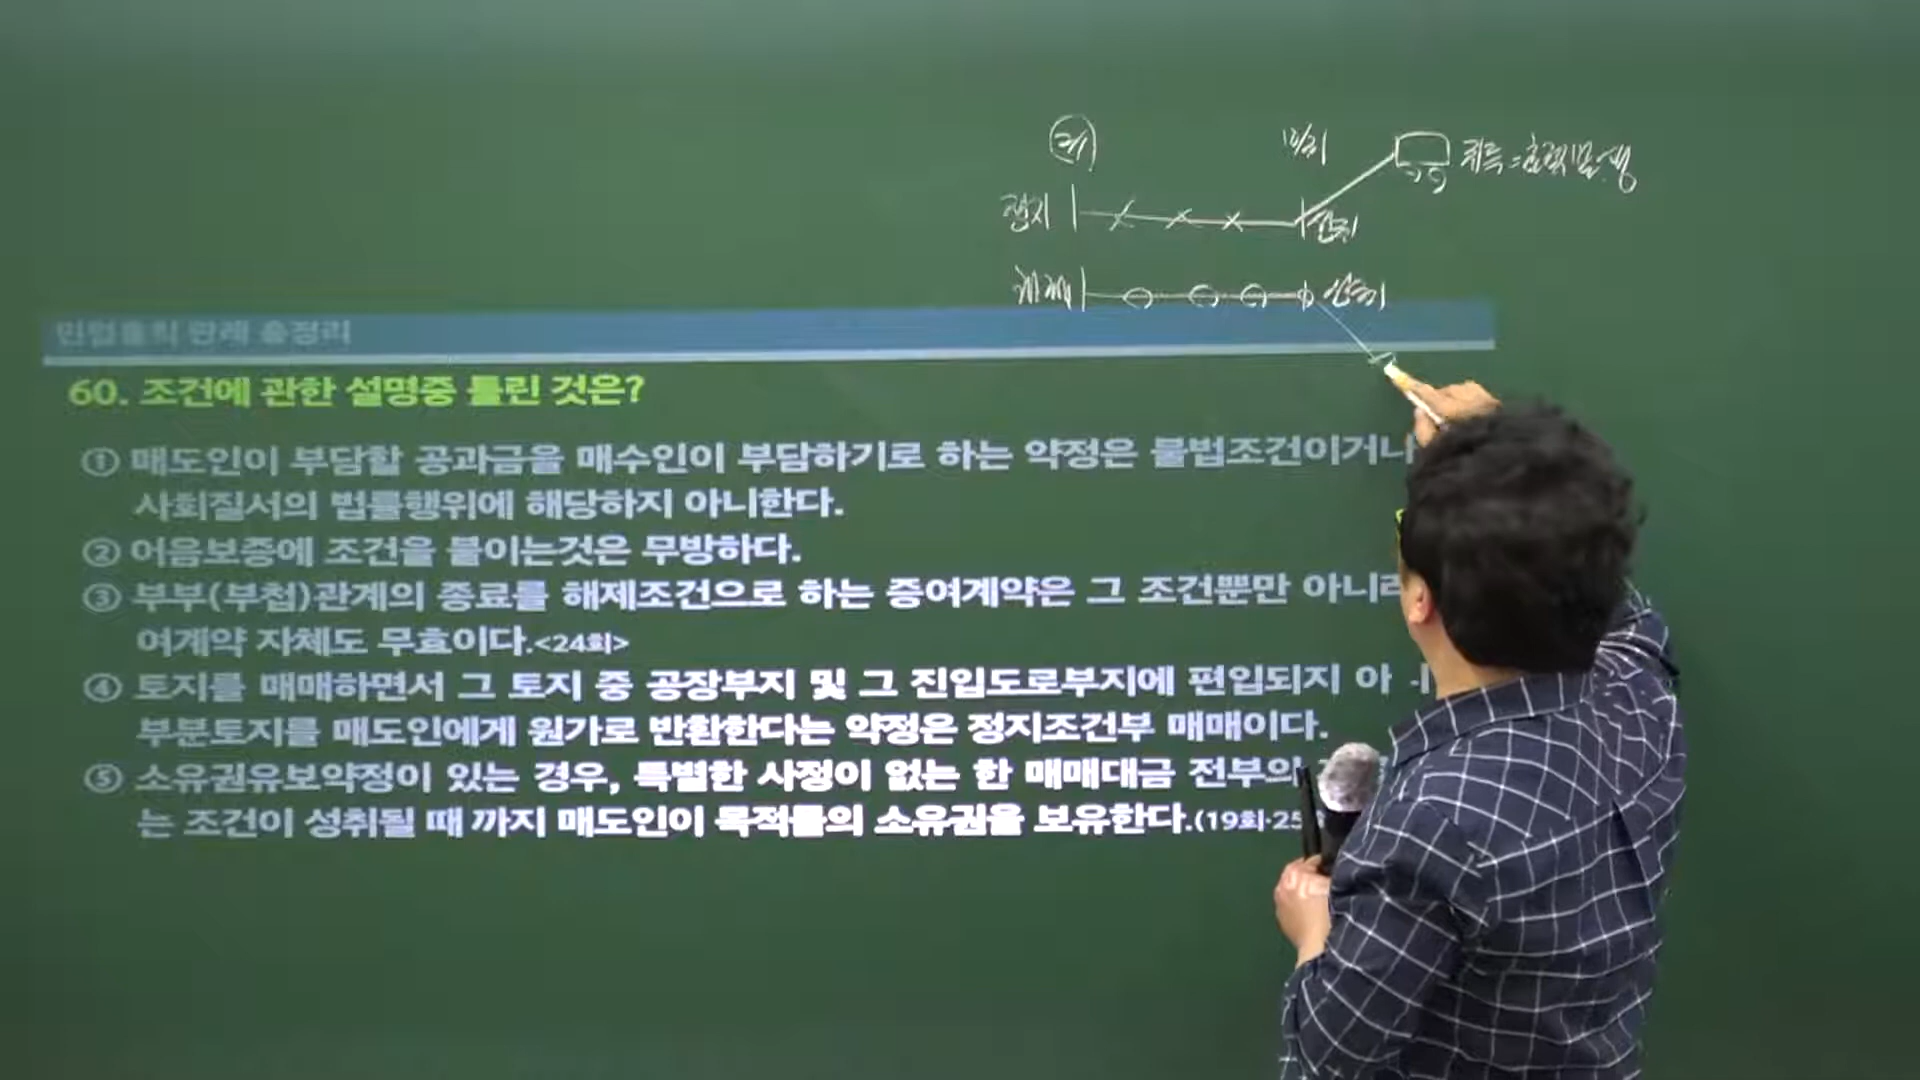 정지
취득=효력발생
해제
민법물권 판례 총정리
60. 조건에 관한 설명중 틀린 것은?
① 매도인이 부담할 공과금을 매수인이 부담하기로 하는 약정은 불법조건이거나
사회질서의 법률행위에 해당하지 아니한다.
② 어음보증에 조건을 붙이는것은 무방하다.
③ 부부(부첩)관계의 종료를 해제조건으로 하는 증여계약은 그 조건뿐만 아니라
여계약 자체도 무효이다.<24회>
④ 토지를 매매하면서 그 토지 중 공장부지 및 그 진입도로부지에 편입되지 아
부분토지를 매도인에게 원가로 반환한다는 약정은 정지조건부 매매이다.
⑤ 소유권유보약정이 있는 경우, 특별한 사정이 없는 한 매매대금 전부의
는 조건이 성취될 때 까지 매도인이 목적물의 소유권을 보유한다.(19회·25